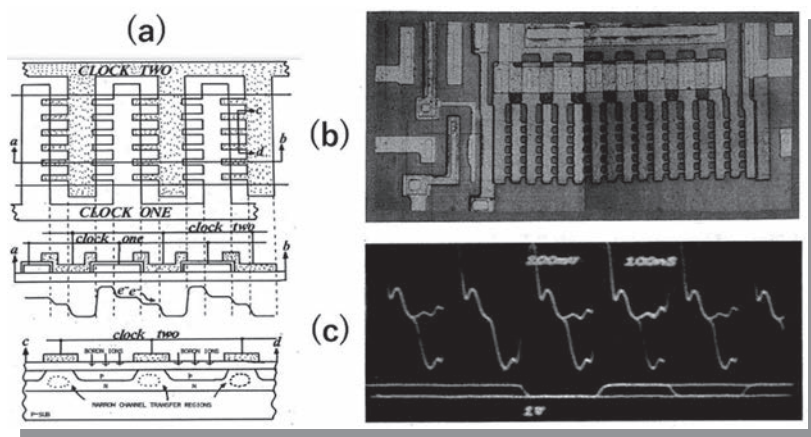 (a)
CLOCK TWO
c
a
b
d
CLOCK ONE
clock two
a
clock one
b
e⁻ e⁻
clock two
c
d
BORON IONS
BORON IONS
P
P
N
N
NARROW CHANNEL TRANSFER REGIONS
P-SUB
(b)
(c)
100mV
100nS
1V